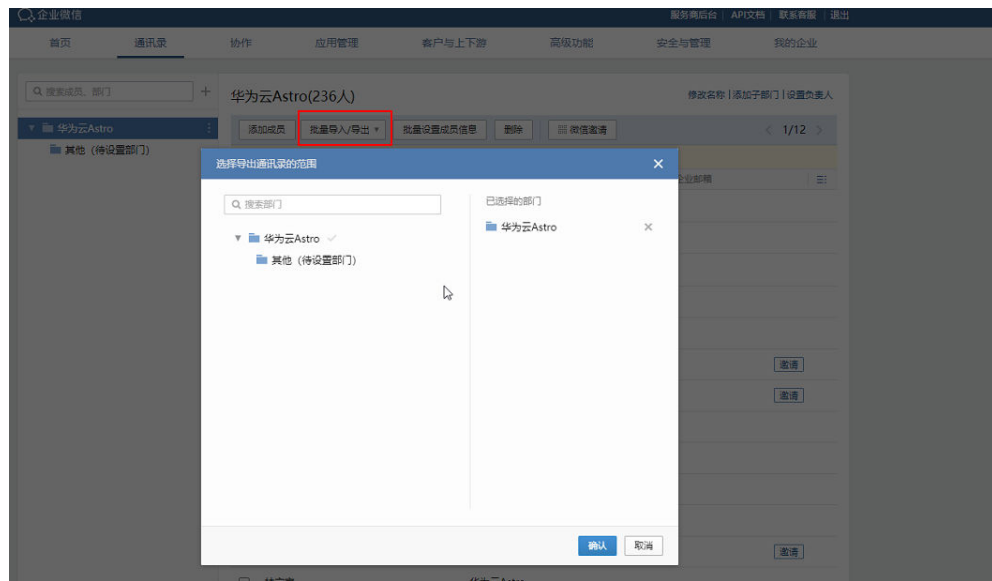 企业微信
服务商后台 | API文档 | 联系客服 | 退出
首页 通讯录 协作 应用管理 客户与上下游 高级功能 安全与管理 我的企业
搜索成员、部门 +
华为云Astro(236人)
修改名称 | 添加子部门 | 设置负责人
华为云Astro
添加成员 批量导入/导出 批量设置成员信息 删除 微信邀请 < 1/12 >
其他（待设置部门）
选择导出通讯录的范围
企业邮箱
搜索部门
已选择的部门
华为云Astro
华为云Astro
其他（待设置部门）
邀请
邀请
确认 取消
邀请